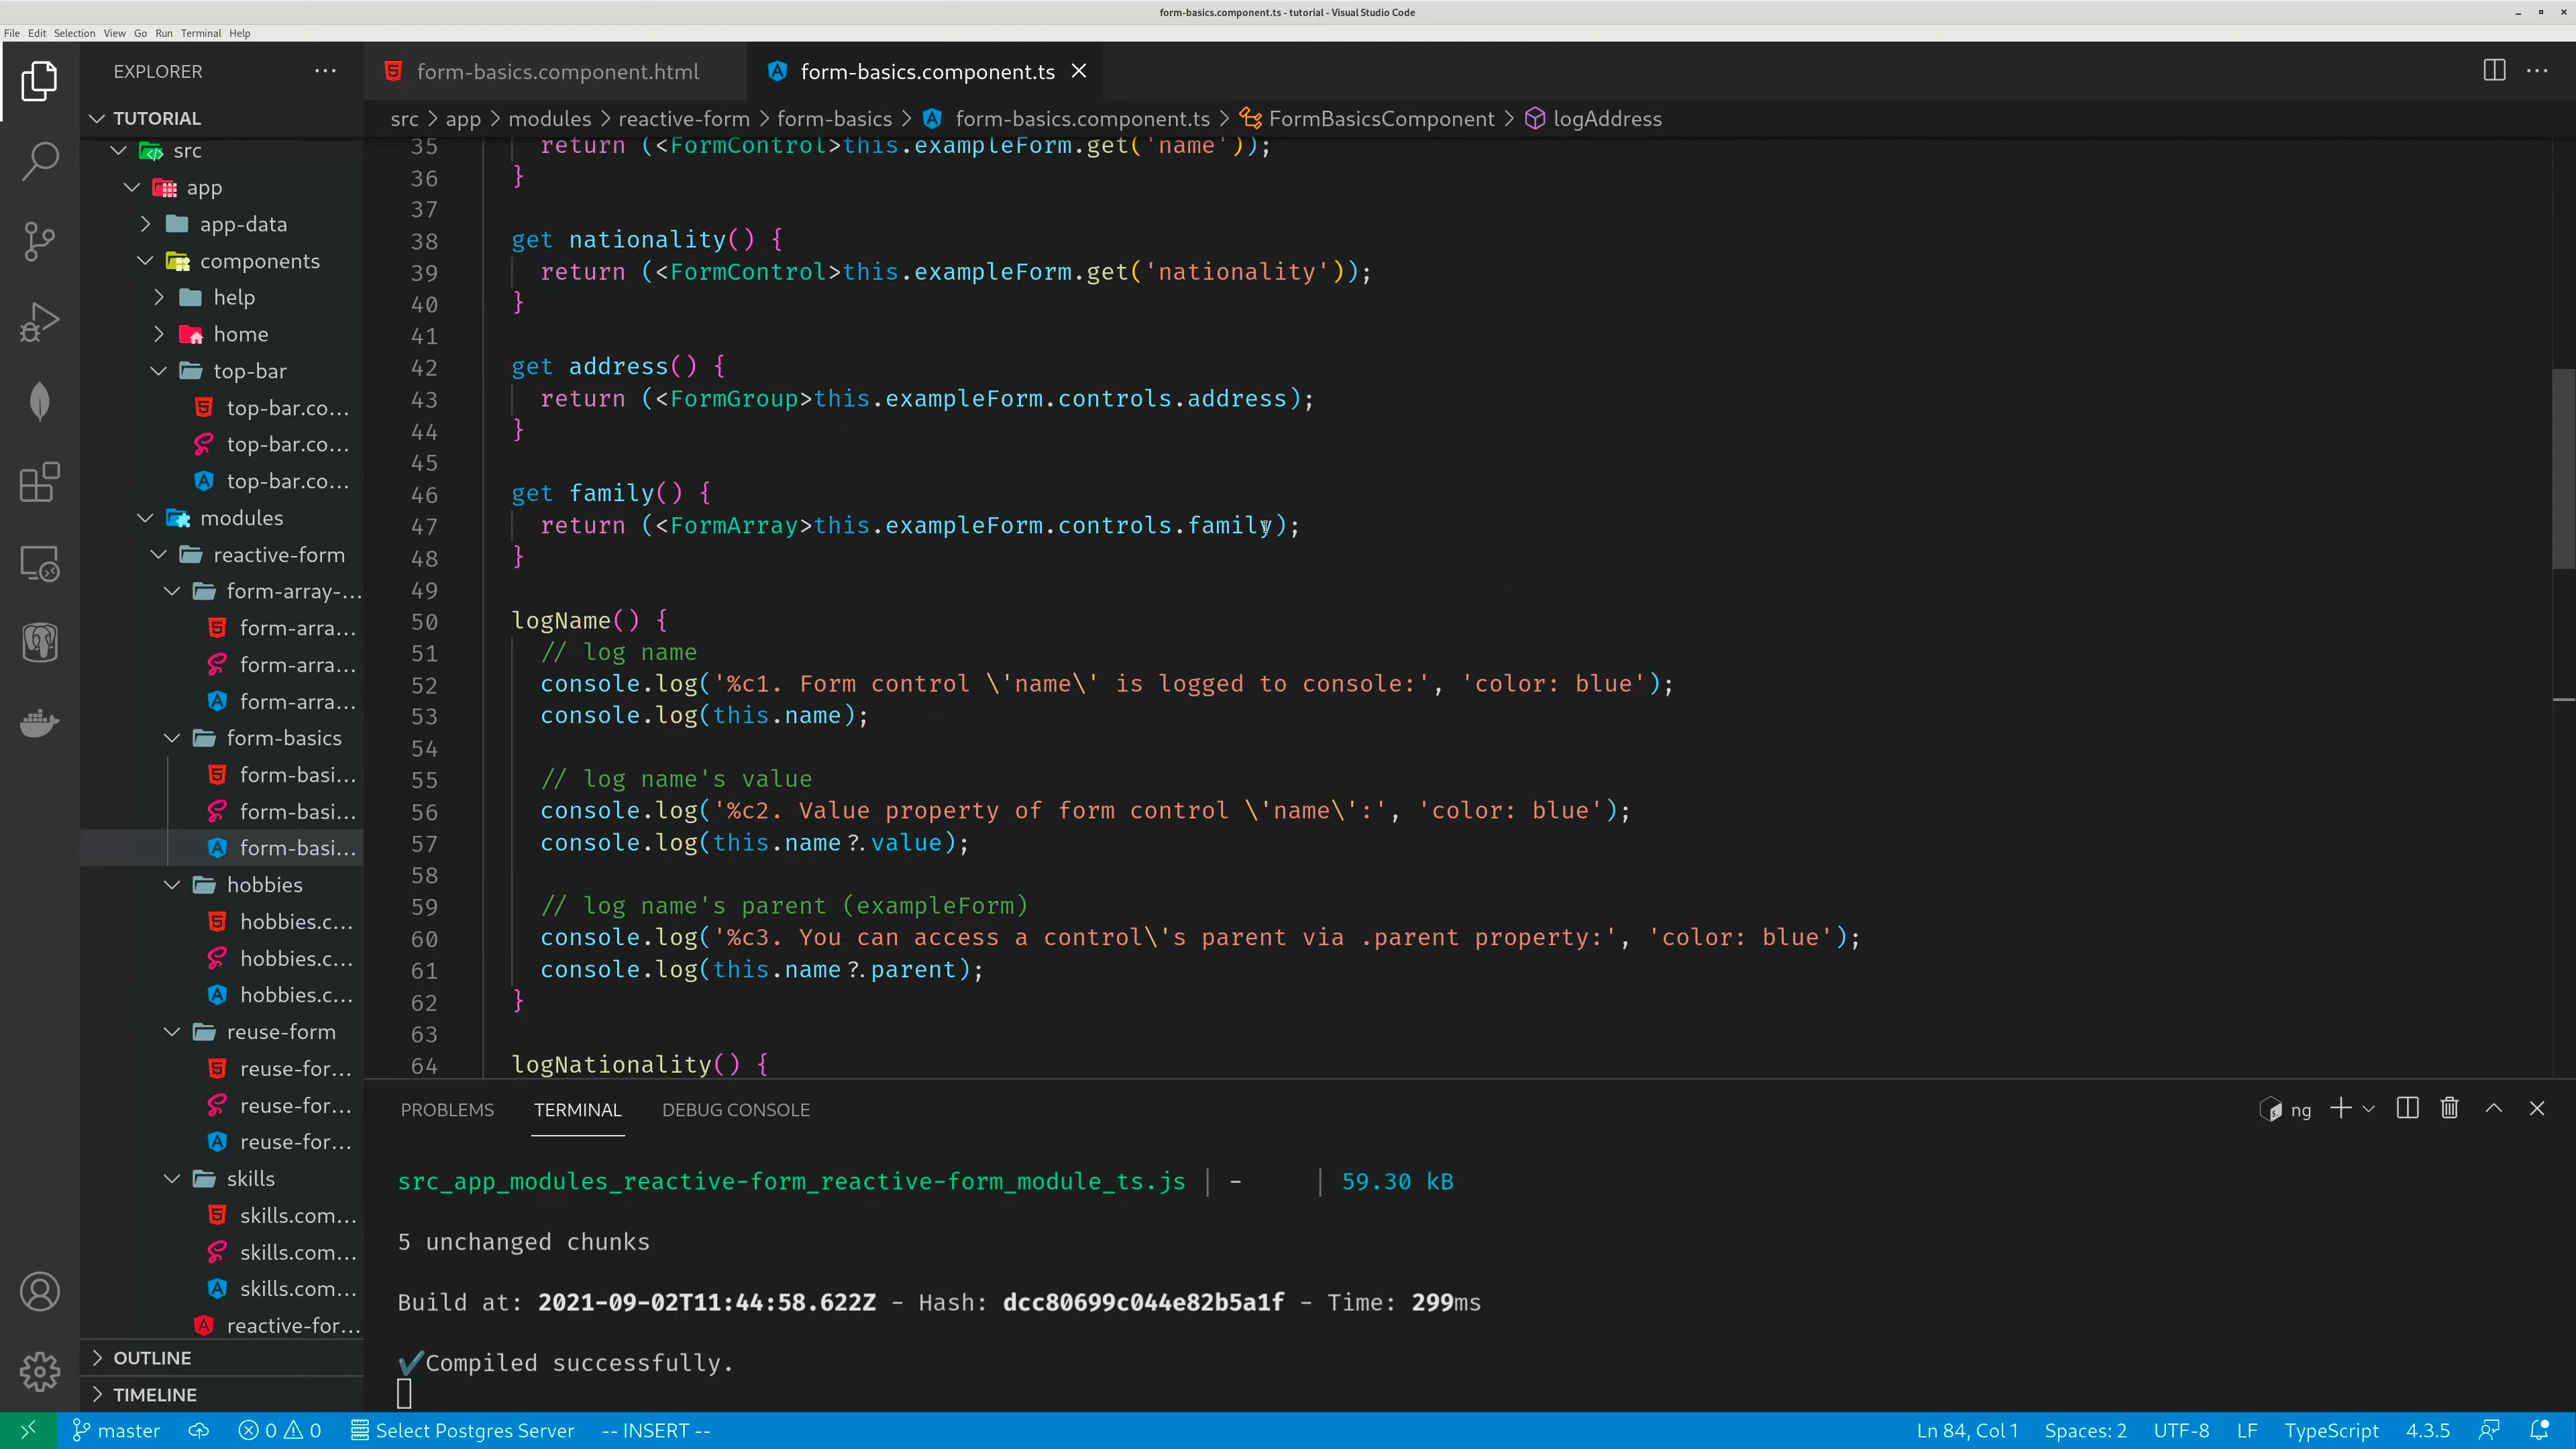 form-basics.component.ts - tutorial - Visual Studio Code
File Edit Selection View Go Run Terminal Help
EXPLORER
TUTORIAL
src
app
app-data
components
help
home
top-bar
top-bar.co...
top-bar.co...
top-bar.co...
modules
reactive-form
form-array-...
form-arra...
form-arra...
form-arra...
form-basics
form-basi...
form-basi...
form-basi...
hobbies
hobbies.c...
hobbies.c...
hobbies.c...
reuse-form
reuse-for...
reuse-for...
reuse-for...
skills
skills.com...
skills.com...
skills.com...
reactive-for...
OUTLINE
TIMELINE
form-basics.component.html form-basics.component.ts
src > app > modules > reactive-form > form-basics > form-basics.component.ts > FormBasicsComponent > logAddress
35 return (<FormControl>this.exampleForm.get('name'));
36 }
37
38 get nationality() {
39 return (<FormControl>this.exampleForm.get('nationality'));
40 }
41
42 get address() {
43 return (<FormGroup>this.exampleForm.controls.address);
44 }
45
46 get family() {
47 return (<FormArray>this.exampleForm.controls.family);
48 }
49
50 logName() {
51 // log name
52 console.log('%c1. Form control \'name\' is logged to console:', 'color: blue');
53 console.log(this.name);
54
55 // log name's value
56 console.log('%c2. Value property of form control \'name\':', 'color: blue');
57 console.log(this.name?.value);
58
59 // log name's parent (exampleForm)
60 console.log('%c3. You can access a control\'s parent via .parent property:', 'color: blue');
61 console.log(this.name?.parent);
62 }
63
64 logNationality() {
PROBLEMS TERMINAL DEBUG CONSOLE
ng
src_app_modules_reactive-form_reactive-form_module_ts.js | - | 59.30 kB
5 unchanged chunks
Build at: 2021-09-02T11:44:58.622Z - Hash: dcc80699c044e82b5a1f - Time: 299ms
✔Compiled successfully.
master 0 0 Select Postgres Server -- INSERT -- Ln 84, Col 1 Spaces: 2 UTF-8 LF TypeScript 4.3.5